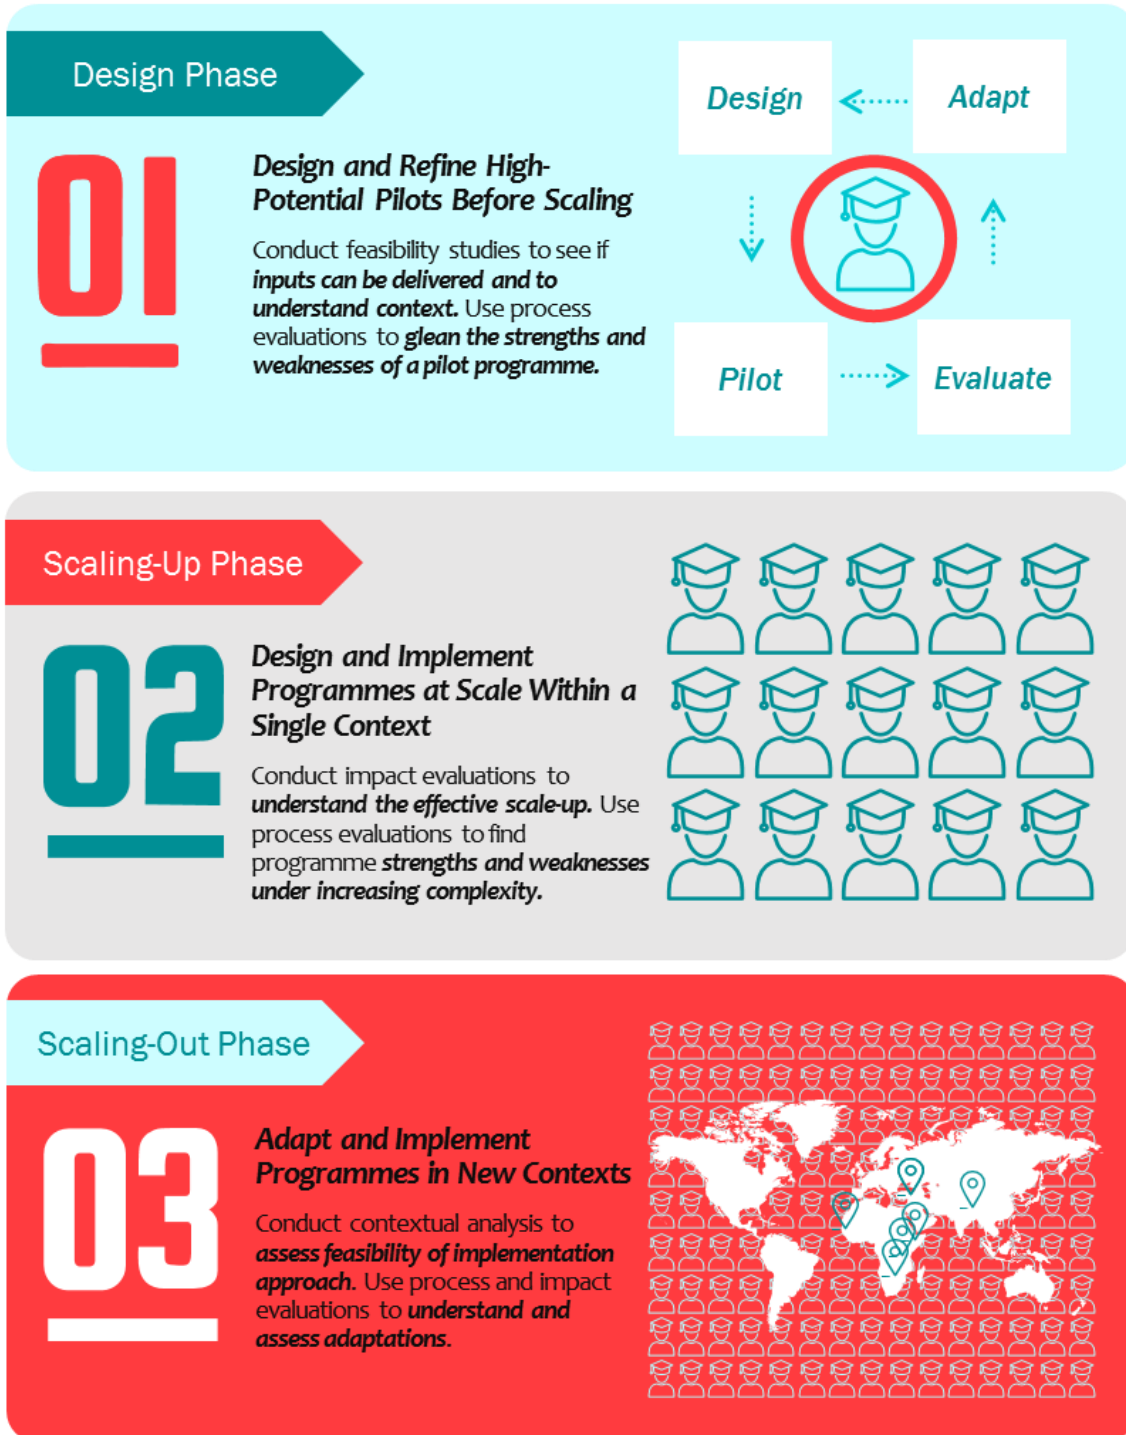 Design Phase
01
Design and Refine High-
Potential Pilots Before Scaling
Conduct feasibility studies to see if
inputs can be delivered and to
understand context. Use process
evaluations to glean the strengths and
weaknesses of a pilot programme.
Design
Adapt
Pilot
Evaluate
Scaling-Up Phase
02
Design and Implement
Programmes at Scale Within a
Single Context
Conduct impact evaluations to
understand the effective scale-up. Use
process evaluations to find
programme strengths and weaknesses
under increasing complexity.
Scaling-Out Phase
03
Adapt and Implement
Programmes in New Contexts
Conduct contextual analysis to
assess feasibility of implementation
approach. Use process and impact
evaluations to understand and
assess adaptations.